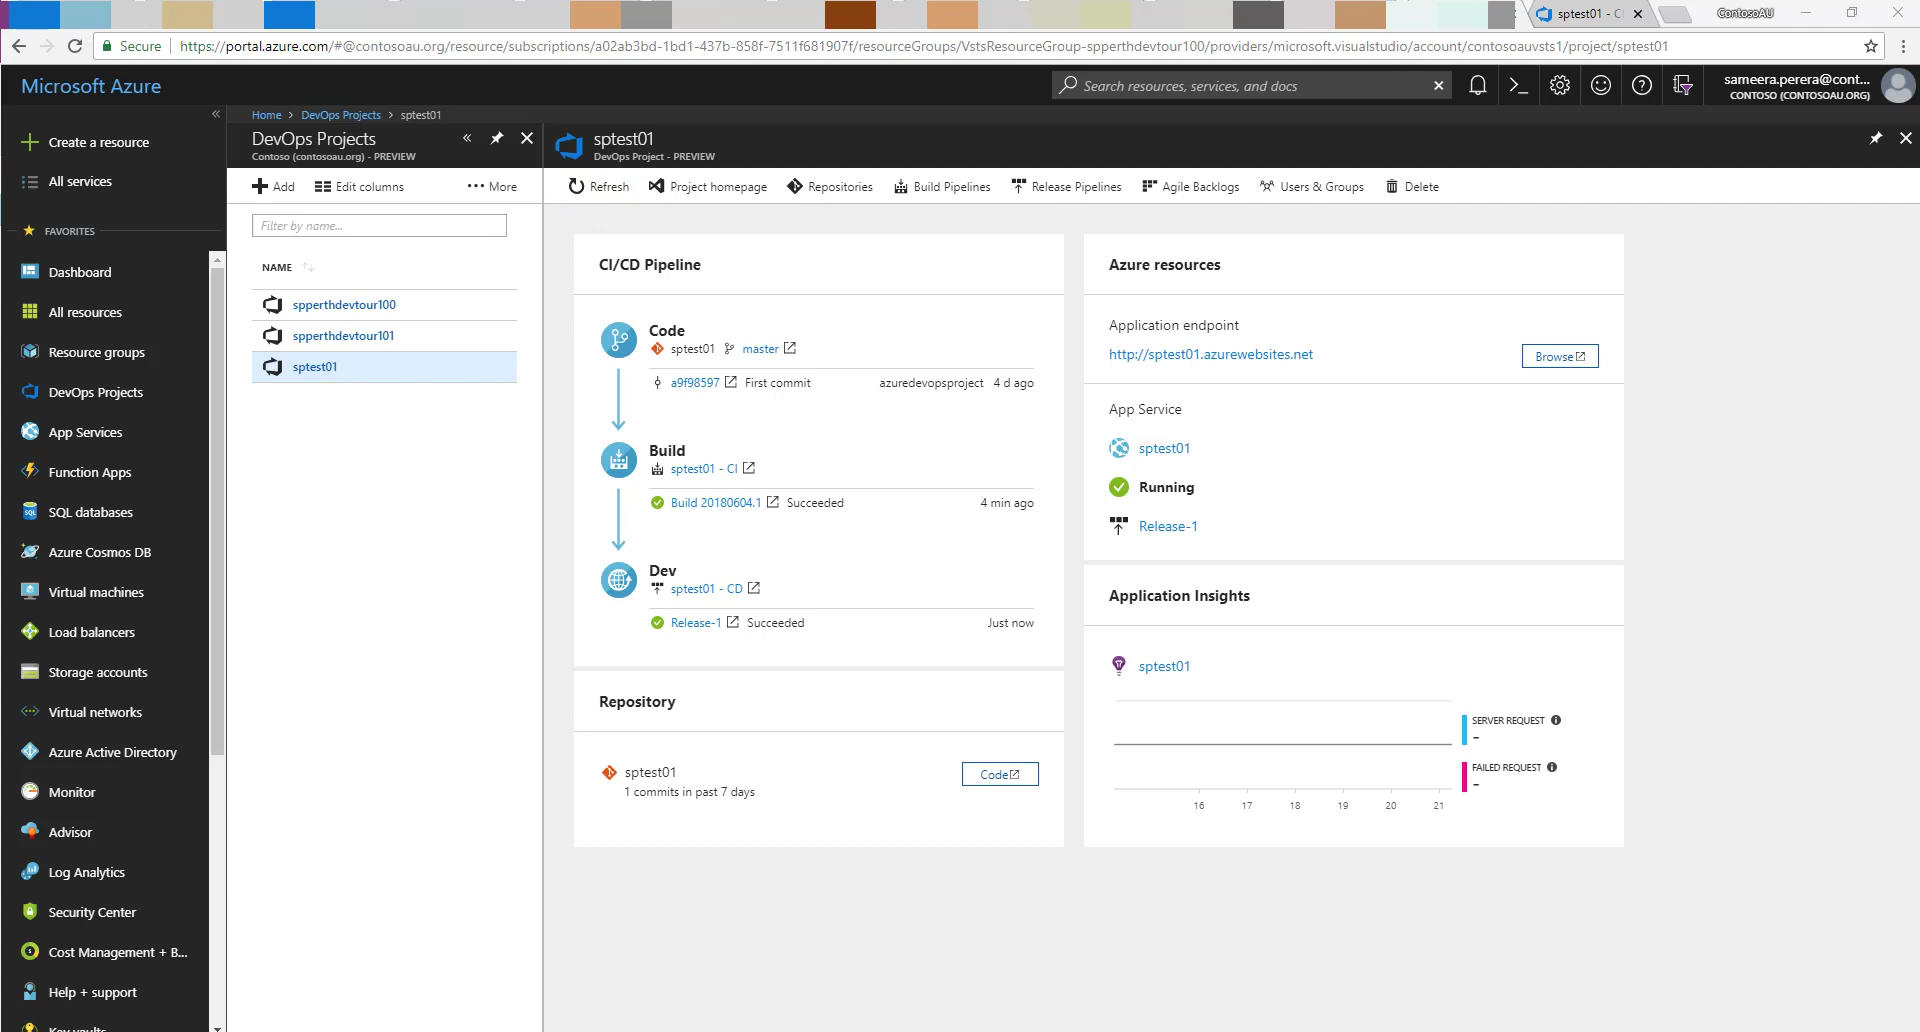 sptest01 - CI
ContosoAU
Secure
https://portal.azure.com/#@contosoau.org/resource/subscriptions/a02ab3bd-1bd1-437b-858f-7511f681907f/resourceGroups/VstsResourceGroup-spperthdevtour100/providers/microsoft.visualstudio/account/contosoauvsts1/project/sptest01
Microsoft Azure
Search resources, services, and docs
sameera.perera@cont...
CONTOSO (CONTOSOAU.ORG)
Create a resource
All services
FAVORITES
Dashboard
All resources
Resource groups
DevOps Projects
App Services
Function Apps
SQL databases
Azure Cosmos DB
Virtual machines
Load balancers
Storage accounts
Virtual networks
Azure Active Directory
Monitor
Advisor
Log Analytics
Security Center
Cost Management + B...
Help + support
Key vaults
Home > DevOps Projects > sptest01
DevOps Projects
Contoso (contosoau.org) - PREVIEW
Add
Edit columns
More
Filter by name...
NAME
spperthdevtour100
spperthdevtour101
sptest01
sptest01
DevOps Project - PREVIEW
Refresh
Project homepage
Repositories
Build Pipelines
Release Pipelines
Agile Backlogs
Users & Groups
Delete
CI/CD Pipeline
Code
sptest01 master
a9f98597 First commit azuredevopsproject 4 d ago
Build
sptest01 - CI
Build 20180604.1 Succeeded 4 min ago
Dev
sptest01 - CD
Release-1 Succeeded Just now
Repository
sptest01
1 commits in past 7 days
Code
Azure resources
Application endpoint
http://sptest01.azurewebsites.net
Browse
App Service
sptest01
Running
Release-1
Application Insights
sptest01
SERVER REQUEST
-
FAILED REQUEST
-
16 17 18 19 20 21